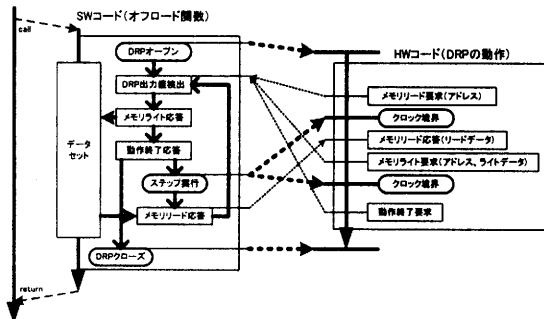 SWコード(オフロード関数)
call
DRPオープン
DRP出力線検出
メモリライト応答
動作終了応答
ステップ実行
メモリリード応答
DRPクローズ
データ
セット
return
HWコード(DRPの動作)
メモリリード要求(アドレス)
クロック境界
メモリリード応答(リードデータ)
メモリライト要求(アドレス、ライトデータ)
クロック境界
動作終了要求